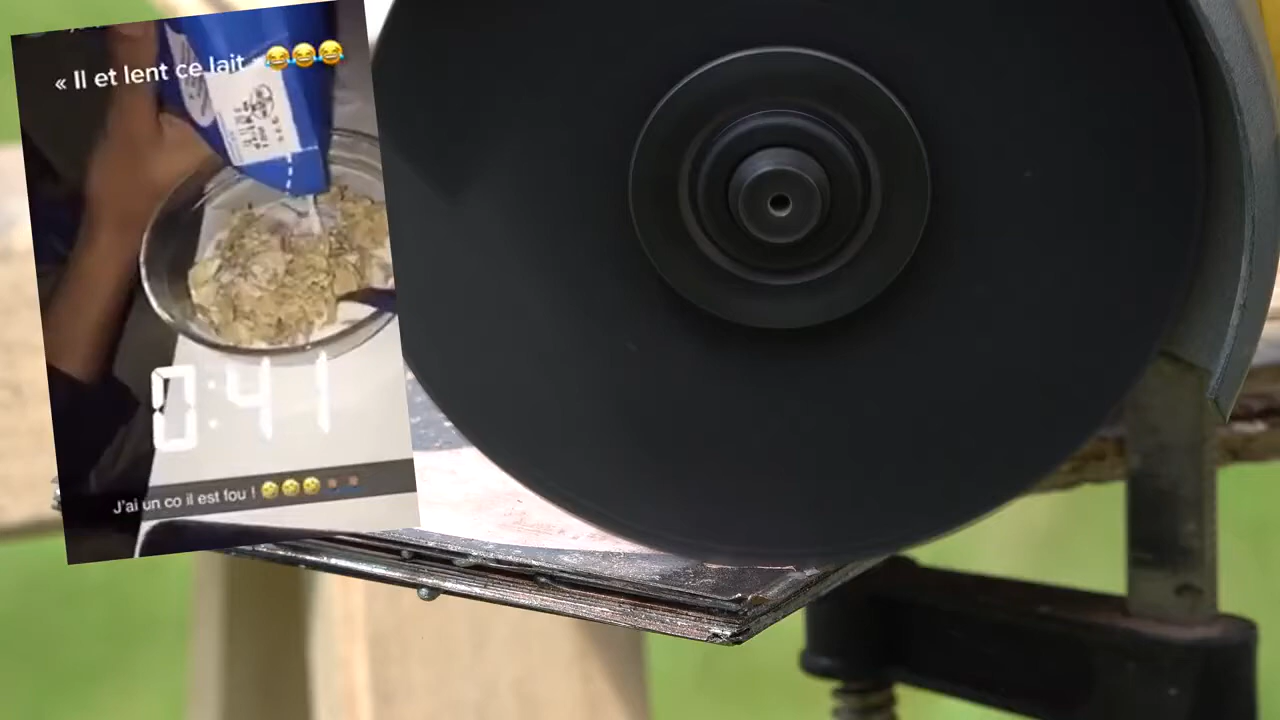 « Il et lent ce lait » 😂😂😂
0:41
J'ai un co il est fou ! 🤣🤣🤣🤷🏽‍♂️🤷🏽‍♂️